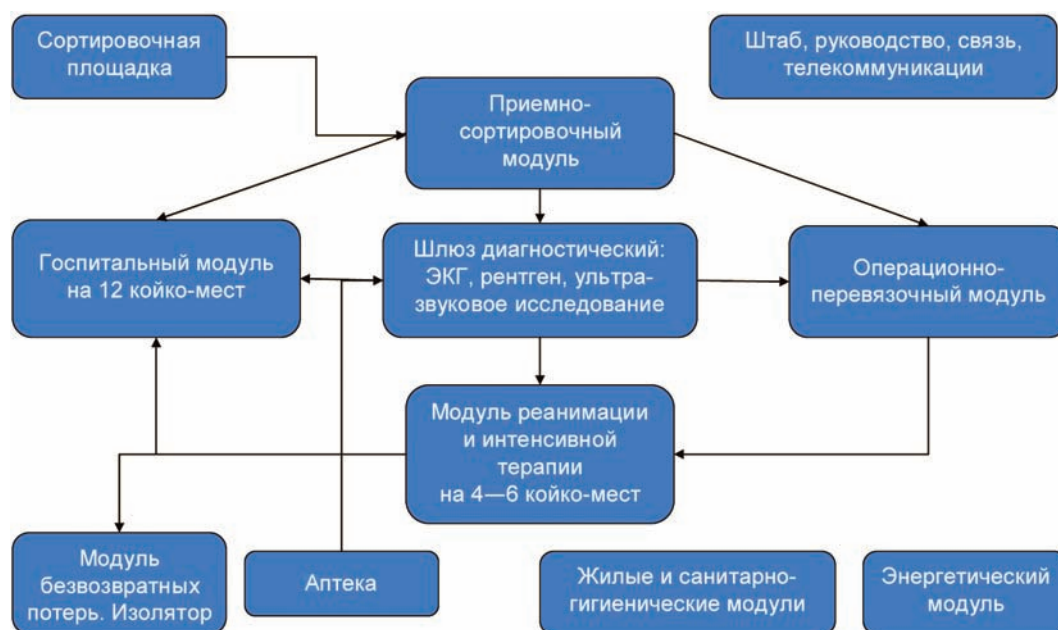 Сортировочная
площадка
Штаб, руководство, связь,
телекоммуникации
Приемно-
сортировочный
модуль
Госпитальный модуль
на 12 койко-мест
Шлюз диагностический:
ЭКГ, рентген, ультра-
звуковое исследование
Операционно-
перевязочный модуль
Модуль реанимации
и интенсивной
терапии
на 4—6 койко-мест
Модуль
безвозвратных
потерь. Изолятор
Аптека
Жилые и санитарно-
гигиенические модули
Энергетический
модуль